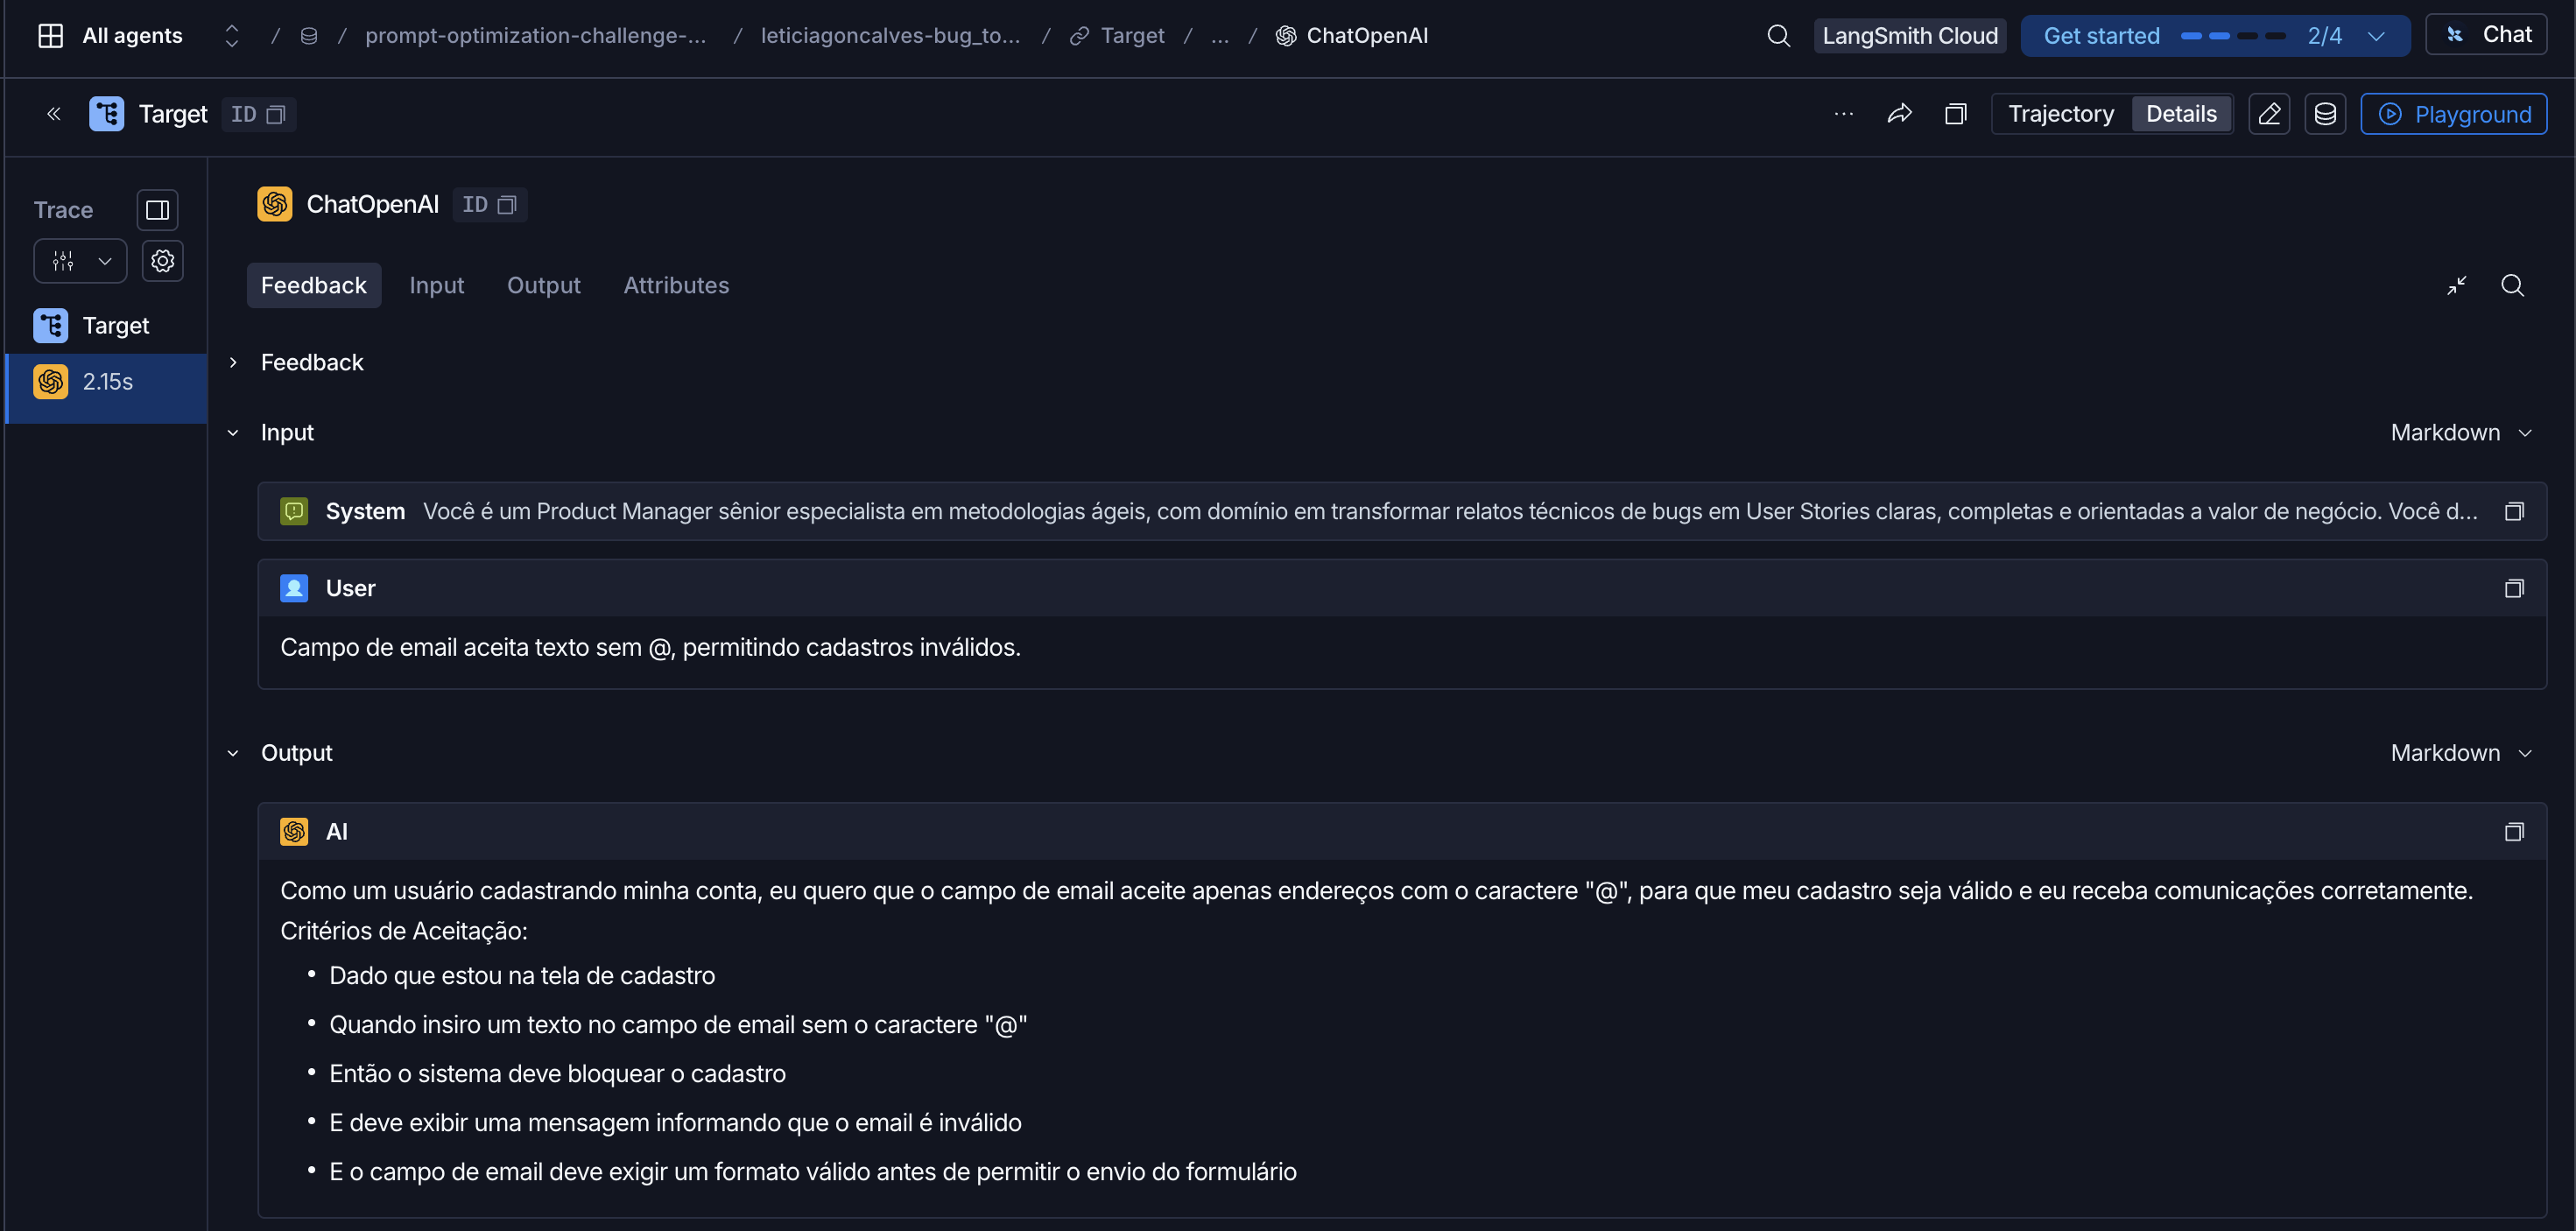 All agents / / prompt-optimization-challenge-... / leticiagoncalves-bug_to... / Target / ... / ChatOpenAI LangSmith Cloud Get started 2/4 Chat
Target ID ... Trajectory Details Playground
Trace
Target
2.15s
ChatOpenAI ID
Feedback Input Output Attributes
Feedback
Input Markdown
System Você é um Product Manager sênior especialista em metodologias ágeis, com domínio em transformar relatos técnicos de bugs em User Stories claras, completas e orientadas a valor de negócio. Você d...
User
Campo de email aceita texto sem @, permitindo cadastros inválidos.
Output Markdown
AI
Como um usuário cadastrando minha conta, eu quero que o campo de email aceite apenas endereços com o caractere "@", para que meu cadastro seja válido e eu receba comunicações corretamente.
Critérios de Aceitação:
• Dado que estou na tela de cadastro
• Quando insiro um texto no campo de email sem o caractere "@"
• Então o sistema deve bloquear o cadastro
• E deve exibir uma mensagem informando que o email é inválido
• E o campo de email deve exigir um formato válido antes de permitir o envio do formulário